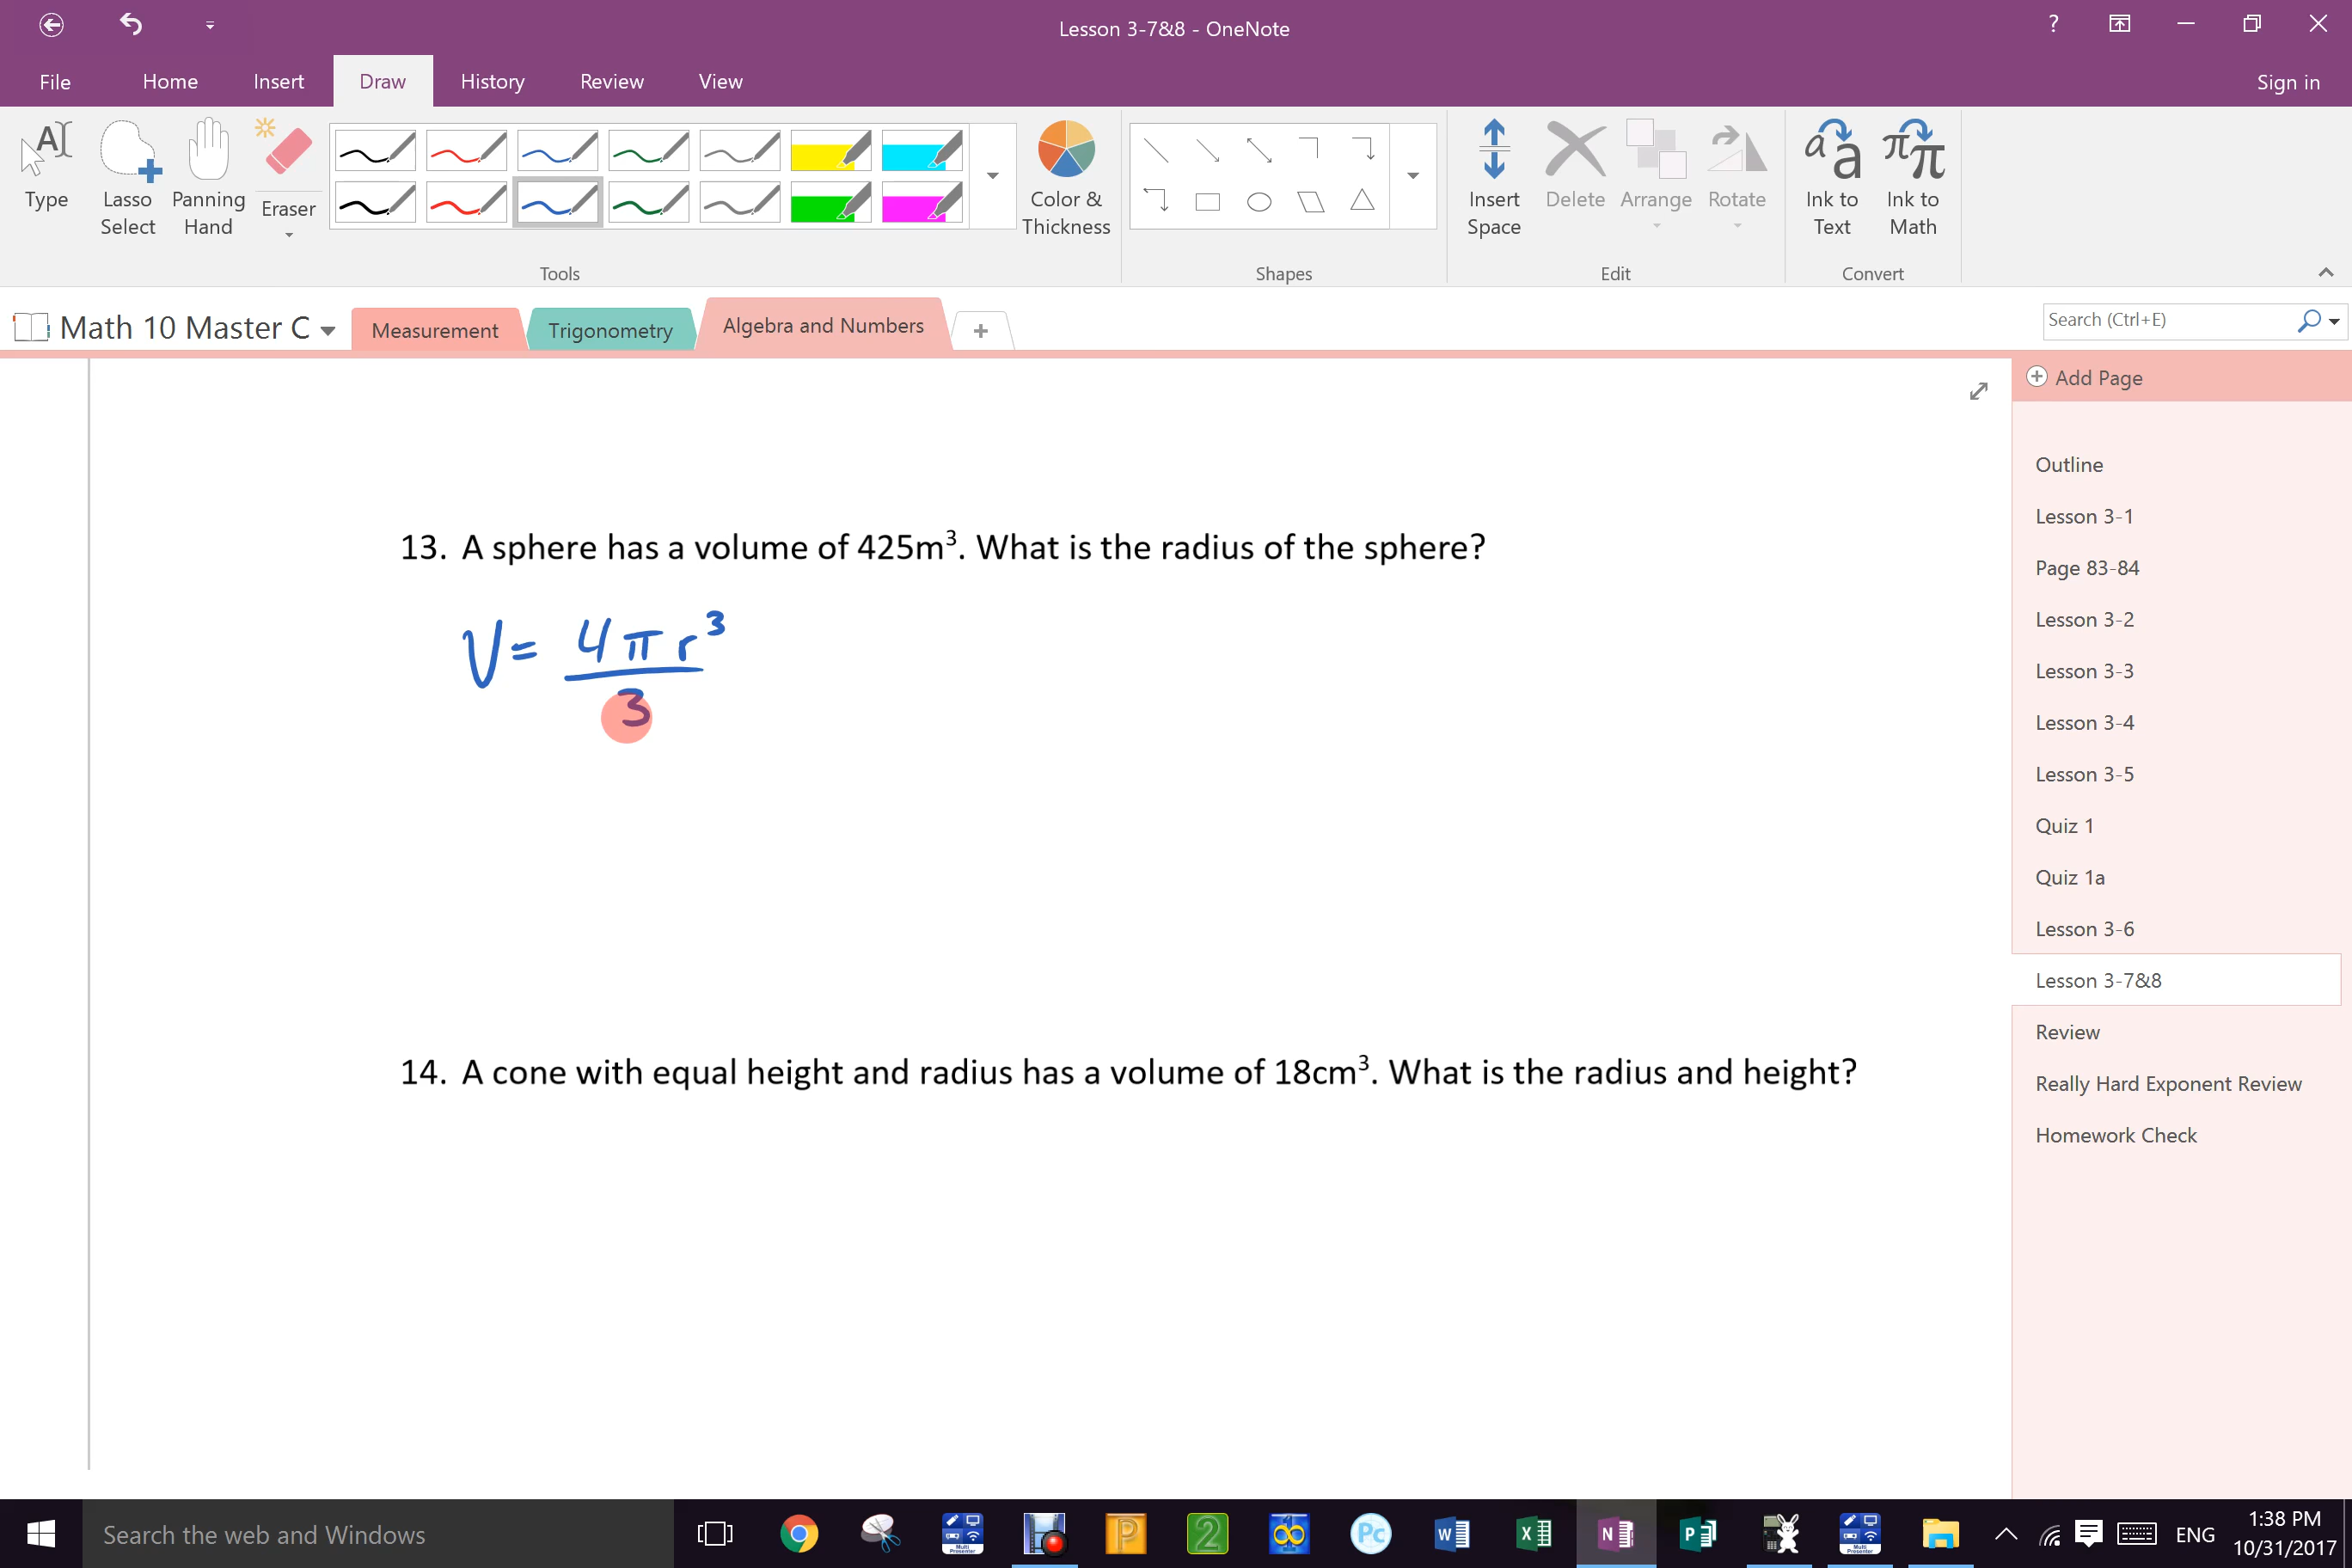 Lesson 3-7&8 - OneNote
?
File Home Insert Draw History Review View Sign in
Type
Lasso Select
Panning Hand
Eraser
Color & Thickness
Insert Space
Delete
Arrange
Rotate
Ink to Text
Ink to Math
Tools Shapes Edit Convert
Math 10 Master C Measurement Trigonometry Algebra and Numbers + Search (Ctrl+E)
Add Page
Outline
Lesson 3-1
Page 83-84
Lesson 3-2
Lesson 3-3
Lesson 3-4
Lesson 3-5
Quiz 1
Quiz 1a
Lesson 3-6
Lesson 3-7&8
Review
Really Hard Exponent Review
Homework Check
13. A sphere has a volume of 425m³. What is the radius of the sphere?
V = 4πr³
3
14. A cone with equal height and radius has a volume of 18cm³. What is the radius and height?
Search the web and Windows
ENG
1:38 PM
10/31/2017